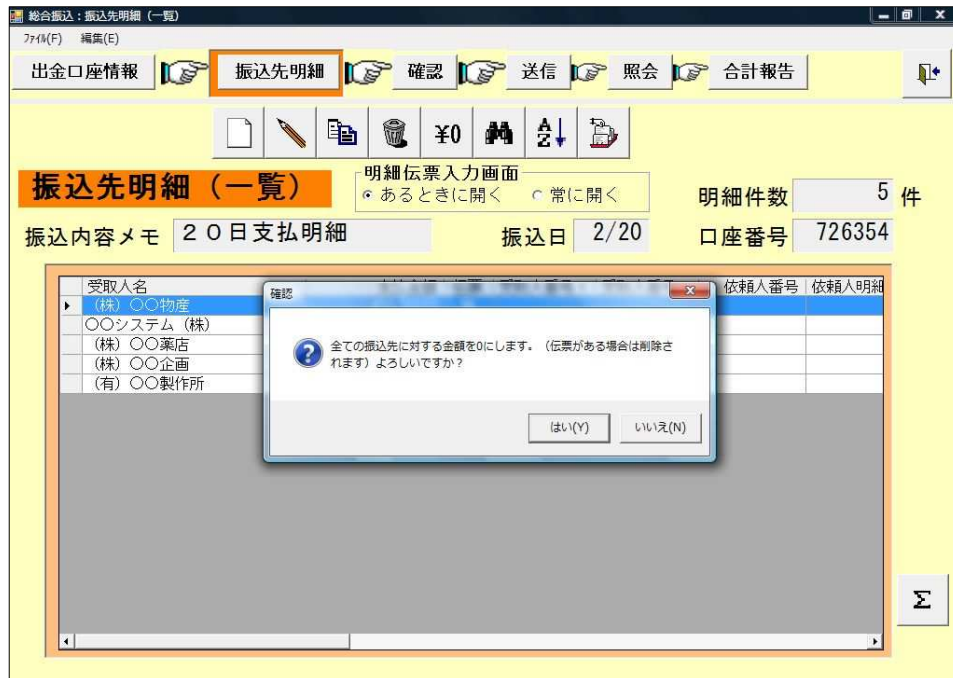 総合振込：振込先明細（一覧）
ﾌｧｲﾙ(F) 編集(E)
出金口座情報 振込先明細 確認 送信 照会 合計報告
¥0 A Z
振込先明細（一覧） 明細伝票入力画面
あるときに開く 常に開く
明細件数 5 件
振込内容メモ ２０日支払明細 振込日 2/20 口座番号 726354
受取人名 依頼人番号 依頼人明細
（株）〇〇物産
〇〇システム（株）
（株）〇〇薬店
（株）〇〇企画
（有）〇〇製作所
確認
全ての振込先に対する金額を0にします。（伝票がある場合は削除さ
れます）よろしいですか？
はい(Y) いいえ(N)
Σ